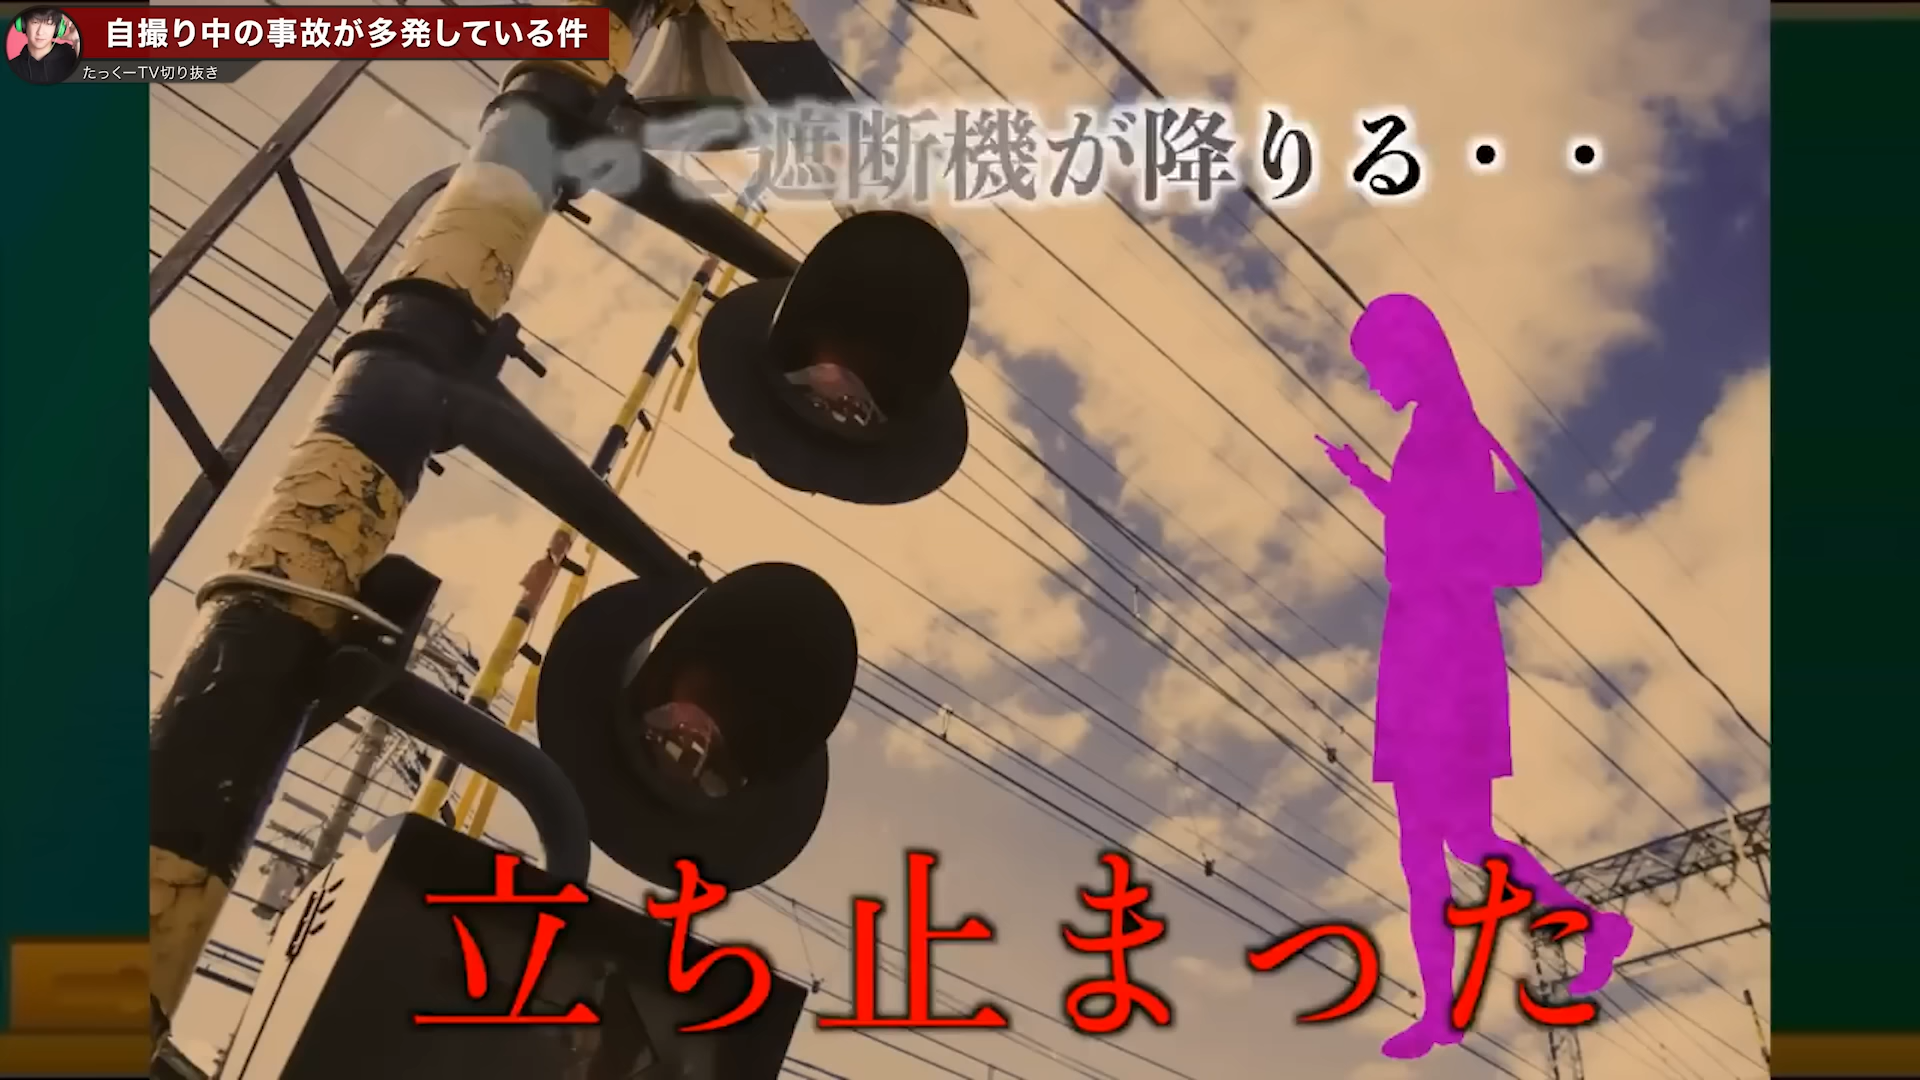 自撮り中の事故が多発している件
たっくーTV切り抜き
って遮断機が降りる・・
立ち止まった